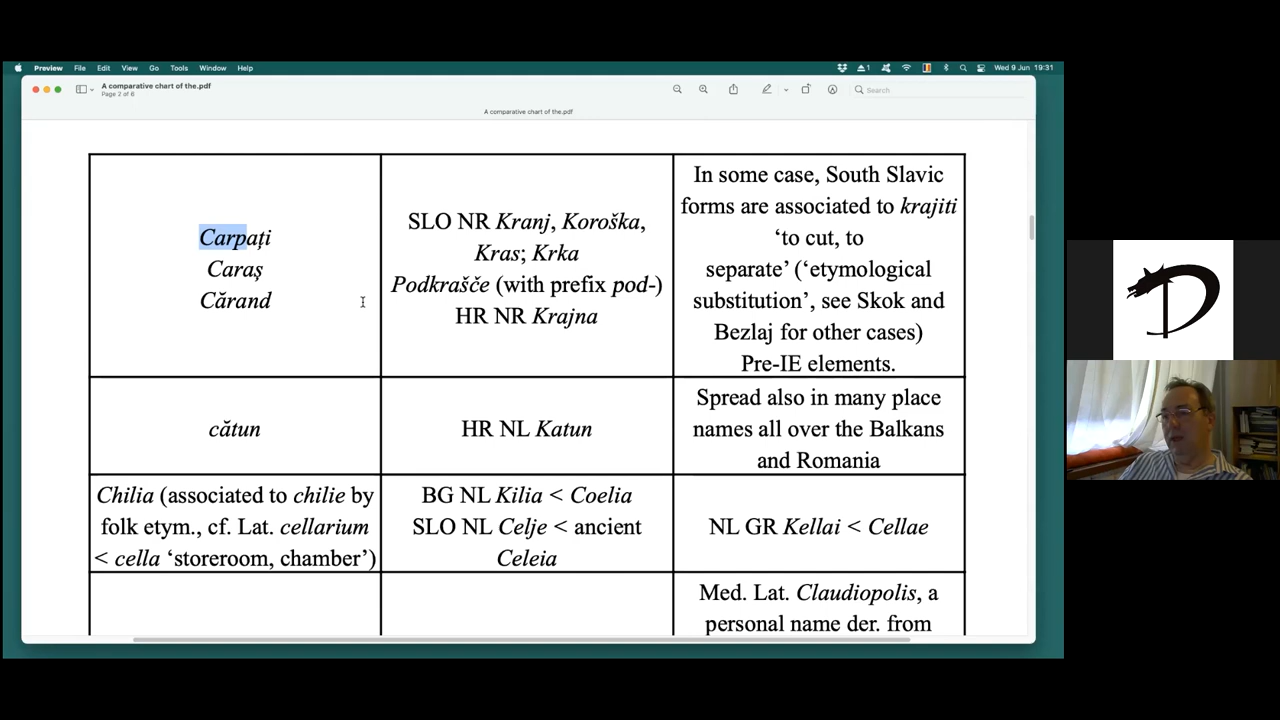 Preview File Edit View Go Tools Window Help
1 Wed 9 Jun 19:31
A comparative chart of the.pdf
Page 2 of 6
Search
A comparative chart of the.pdf
Carpați
Caraș
Cărand
SLO NR Kranj, Koroška,
Kras; Krka
Podkrašče (with prefix pod-)
HR NR Krajna
In some case, South Slavic
forms are associated to krajiti
‘to cut, to
separate’ (‘etymological
substitution’, see Skok and
Bezlaj for other cases)
Pre-IE elements.
cătun
HR NL Katun
Spread also in many place
names all over the Balkans
and Romania
Chilia (associated to chilie by
folk etym., cf. Lat. cellarium
< cella ‘storeroom, chamber’)
BG NL Kilia < Coelia
SLO NL Celje < ancient
Celeia
NL GR Kellai < Cellae
Med. Lat. Claudiopolis, a
personal name der. from